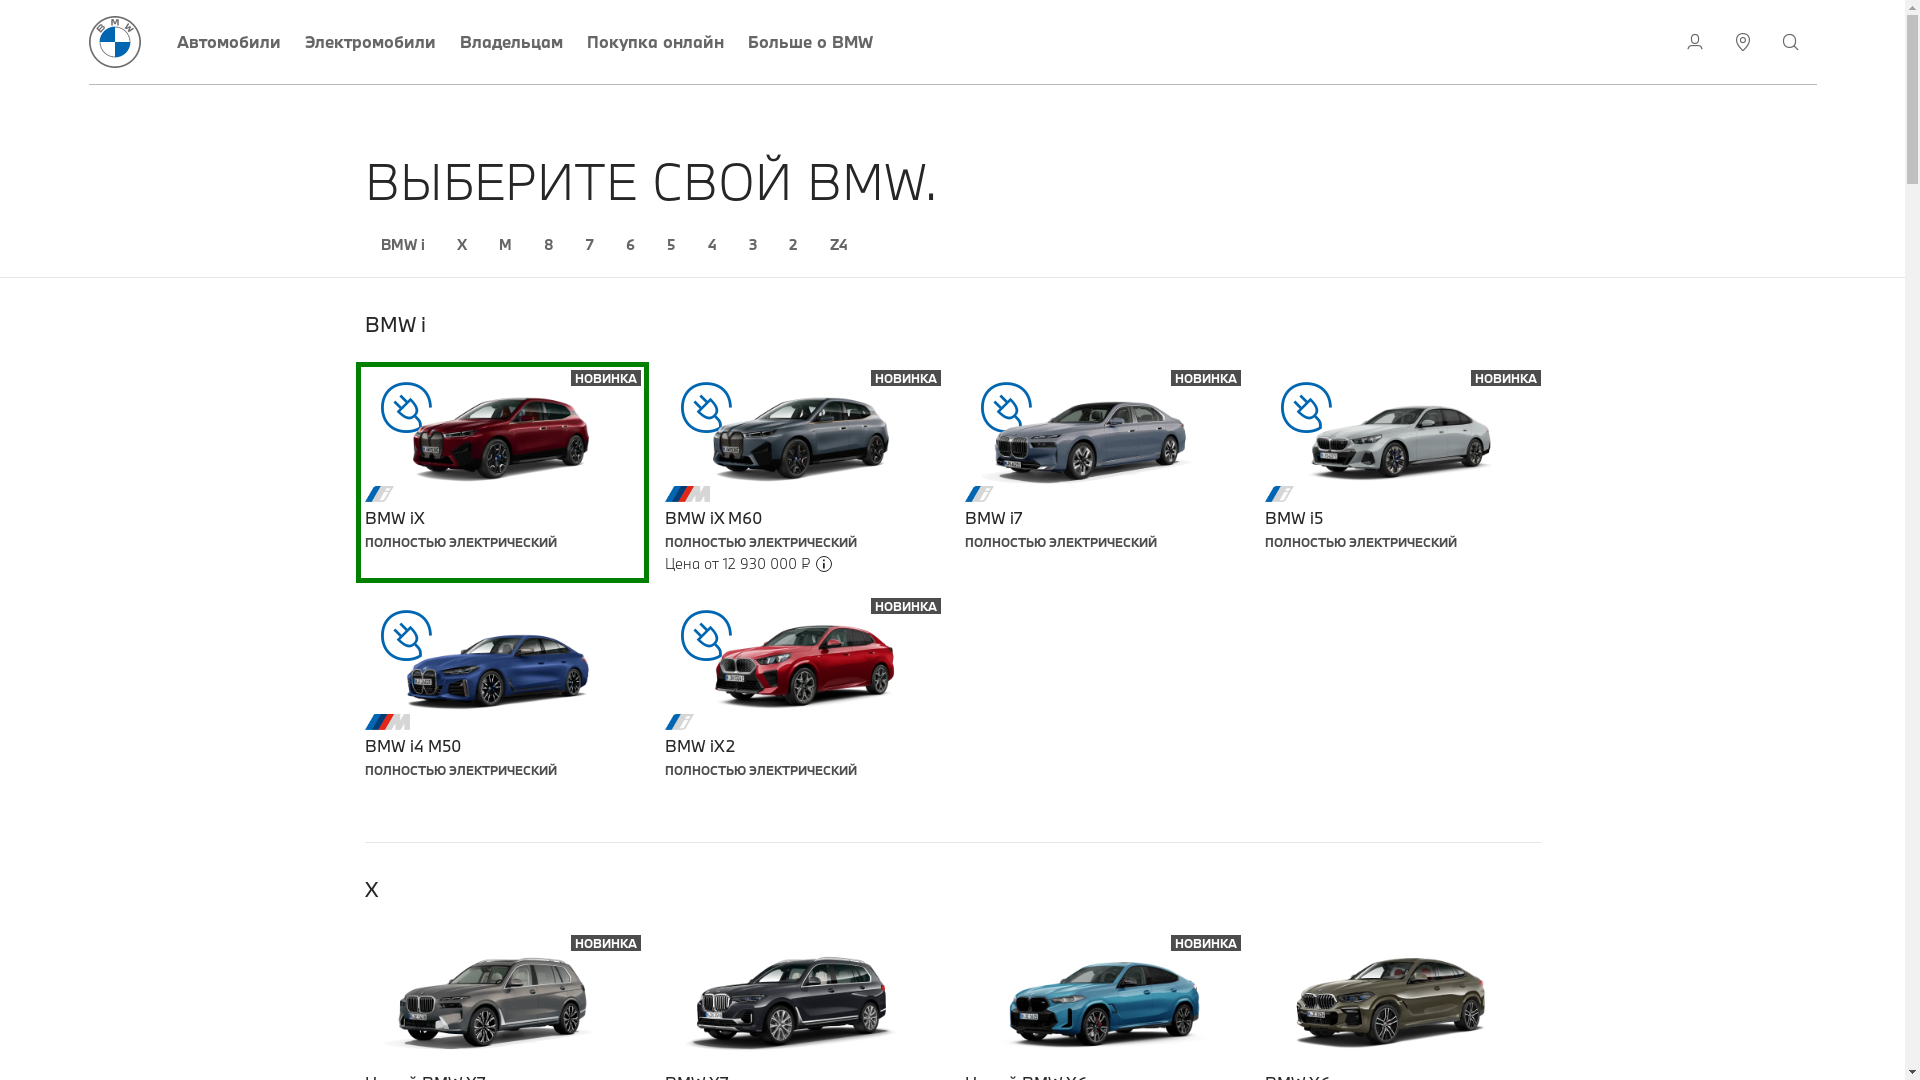 Автомобили Электромобили Владельцам Покупка онлайн Больше о BMW
ВЫБЕРИТЕ СВОЙ BMW.
BMW i X M 8 7 6 5 4 3 2 Z4
BMW i
НОВИНКА
BMW iX
ПОЛНОСТЬЮ ЭЛЕКТРИЧЕСКИЙ
НОВИНКА
BMW iX M60
ПОЛНОСТЬЮ ЭЛЕКТРИЧЕСКИЙ
Цена от 12 930 000 ₽
НОВИНКА
BMW i7
ПОЛНОСТЬЮ ЭЛЕКТРИЧЕСКИЙ
НОВИНКА
BMW i5
ПОЛНОСТЬЮ ЭЛЕКТРИЧЕСКИЙ
BMW i4 M50
ПОЛНОСТЬЮ ЭЛЕКТРИЧЕСКИЙ
НОВИНКА
BMW iX2
ПОЛНОСТЬЮ ЭЛЕКТРИЧЕСКИЙ
X
НОВИНКА
НОВИНКА